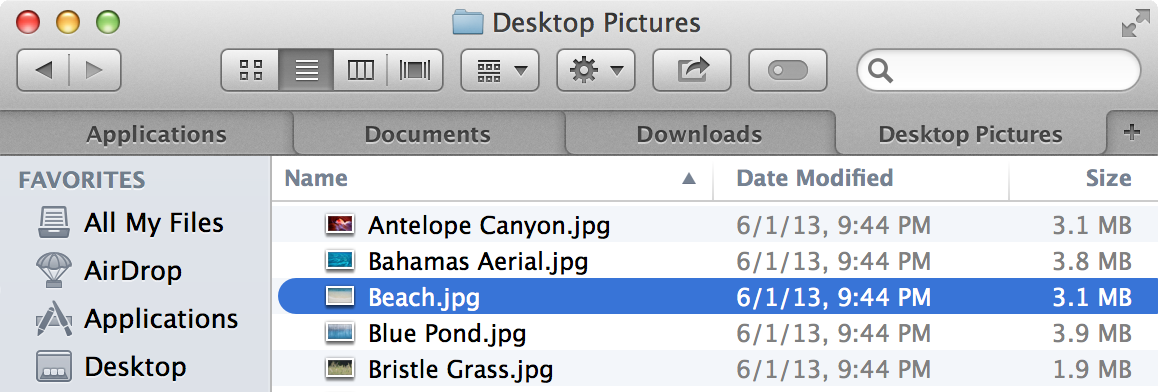 Desktop Pictures
Applications Documents Downloads Desktop Pictures +
FAVORITES
All My Files
AirDrop
Applications
Desktop
Name Date Modified Size
Antelope Canyon.jpg 6/1/13, 9:44 PM 3.1 MB
Bahamas Aerial.jpg 6/1/13, 9:44 PM 3.8 MB
Beach.jpg 6/1/13, 9:44 PM 3.1 MB
Blue Pond.jpg 6/1/13, 9:44 PM 3.9 MB
Bristle Grass.jpg 6/1/13, 9:44 PM 1.9 MB